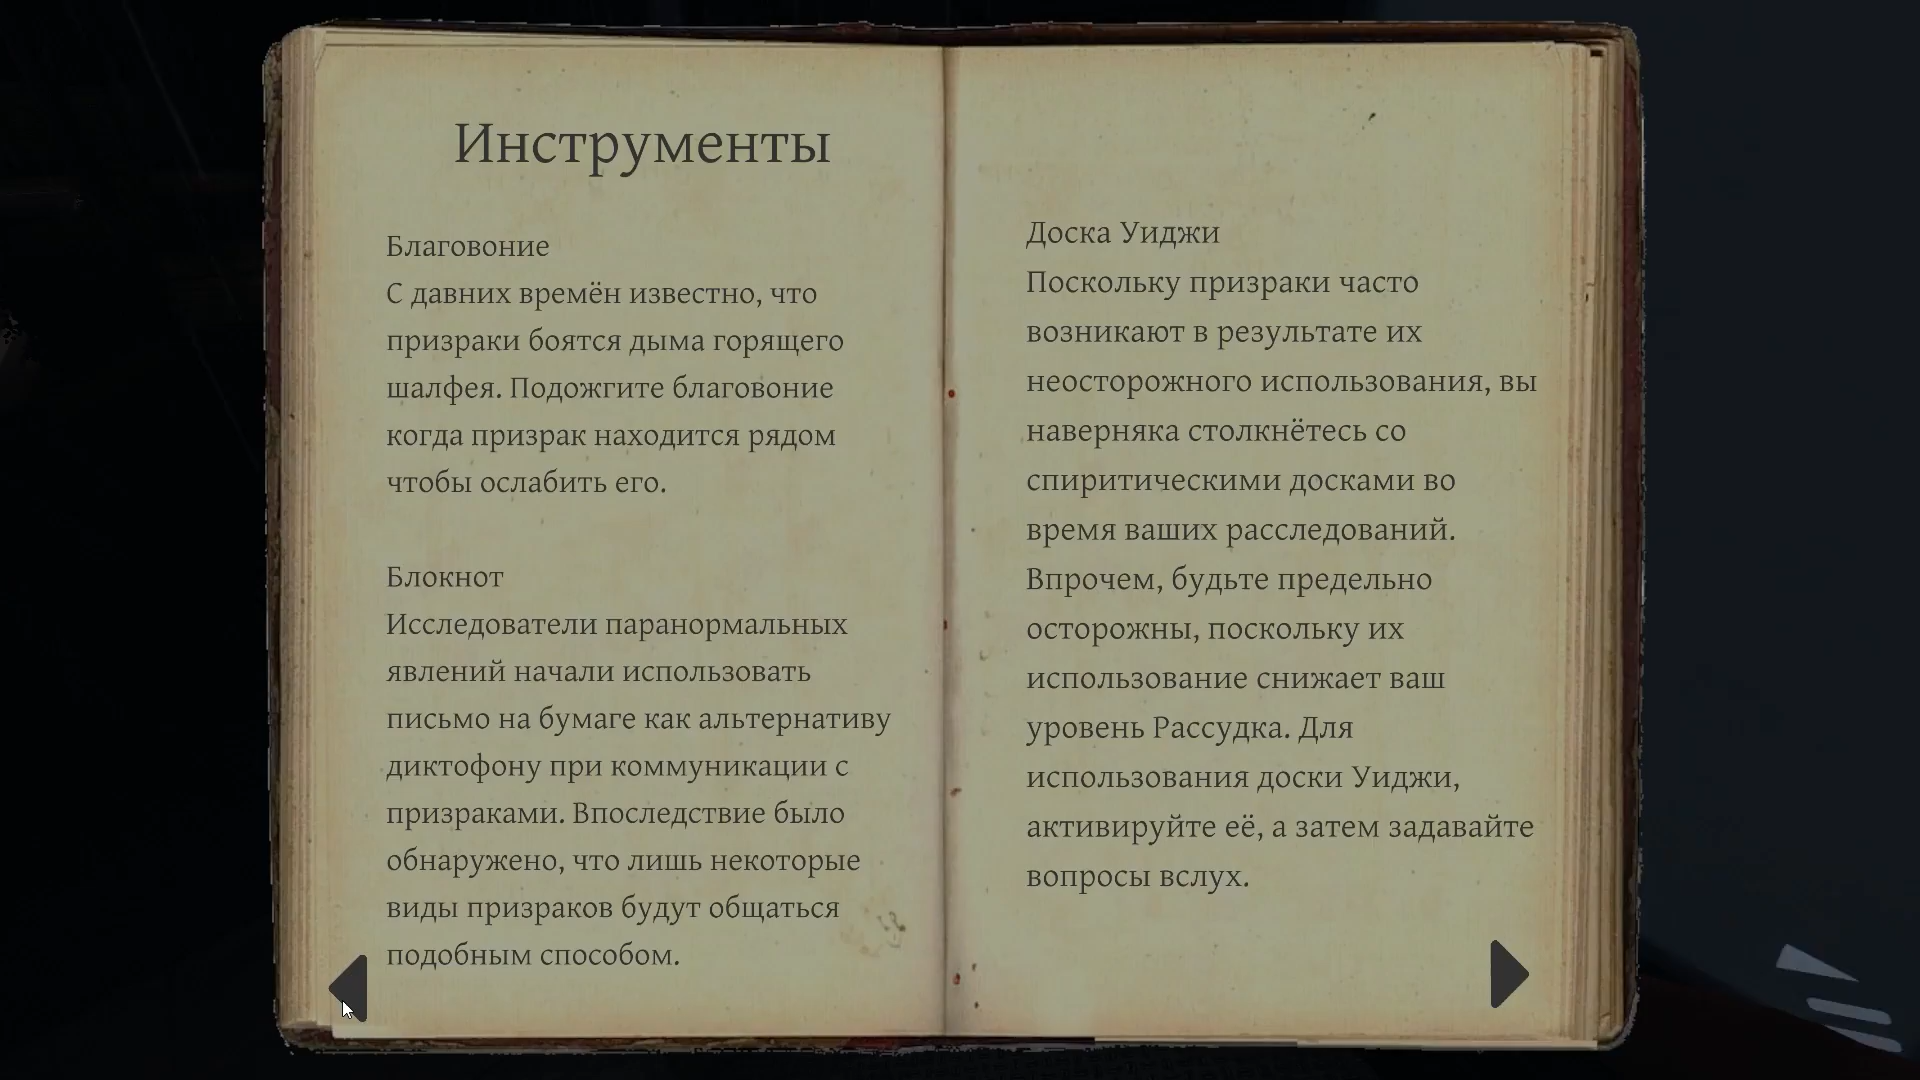 Инструменты
Благовоние
С давних времён известно, что
призраки боятся дыма горящего
шалфея. Подожгите благовоние
когда призрак находится рядом
чтобы ослабить его.
Блокнот
Исследователи паранормальных
явлений начали использовать
письмо на бумаге как альтернативу
диктофону при коммуникации с
призраками. Впоследствие было
обнаружено, что лишь некоторые
виды призраков будут общаться
подобным способом.
Доска Уиджи
Поскольку призраки часто
возникают в результате их
неосторожного использования, вы
наверняка столкнётесь со
спиритическими досками во
время ваших расследований.
Впрочем, будьте предельно
осторожны, поскольку их
использование снижает ваш
уровень Рассудка. Для
использования доски Уиджи,
активируйте её, а затем задавайте
вопросы вслух.